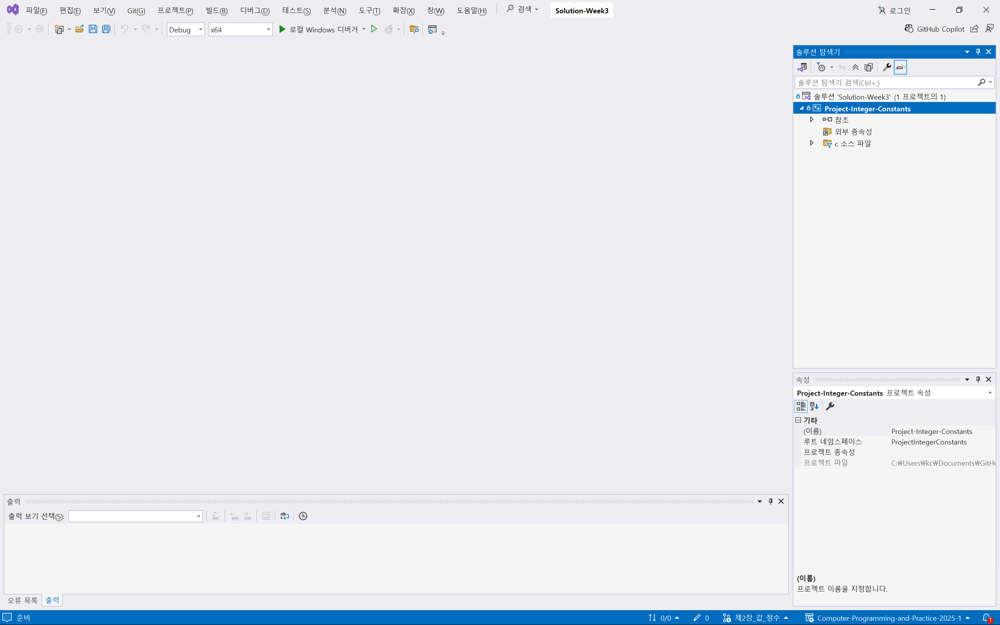 파일(F) 편집(E) 보기(V) Git(G) 프로젝트(P) 빌드(B) 디버그(D) 테스트(S) 분석(N) 도구(T) 확장(X) 창(W) 도움말(H) 검색 Solution-Week3 로그인
Debug x64 로컬 Windows 디버거 GitHub Copilot
솔루션 탐색기
솔루션 탐색기 검색(Ctrl+;)
솔루션 'Solution-Week3' (1 프로젝트의 1)
Project-Integer-Constants
참조
외부 종속성
c 소스 파일
속성
Project-Integer-Constants 프로젝트 속성
기타
(이름) Project-Integer-Constants
루트 네임스페이스 ProjectIntegerConstants
프로젝트 종속성
프로젝트 파일 C:₩Users₩kc₩Documents₩GitHu
(이름)
프로젝트 이름을 지정합니다.
출력
출력 보기 선택(S):
오류 목록 출력
준비 0/0 0 제2장_값_정수 Computer-Programming-and-Practice-2025-1 1